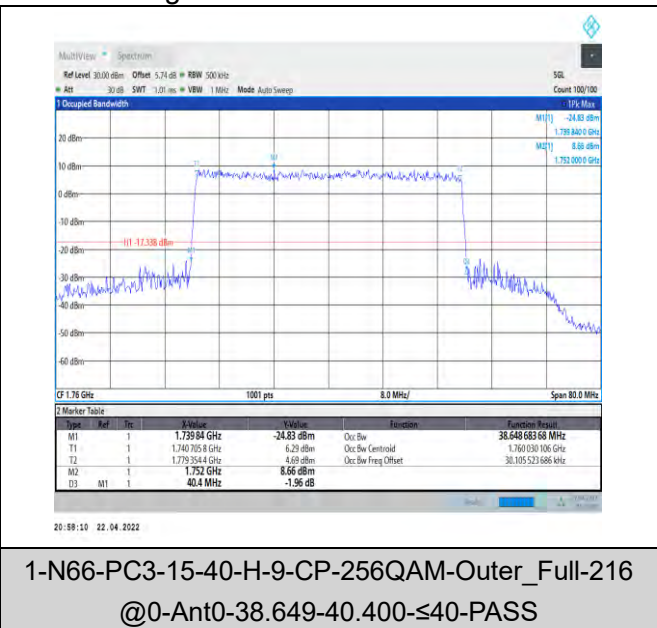 MultiView Spectrum
Ref Level 30.00 dBm Offset 5.74 dB RBW 500 kHz SGL
Att 30 dB SWT 1.01 ms VBW 1 MHz Mode Auto Sweep Count 100/100
1 Occupied Bandwidth 1Pk Max
M1[1] -24.83 dBm
1.739 840 0 GHz
M2[1] 8.66 dBm
1.752 000 0 GHz
20 dBm
10 dBm
0 dBm
-10 dBm
H1 -17.338 dBm
-20 dBm
-30 dBm
-40 dBm
-50 dBm
-60 dBm
CF 1.76 GHz 1001 pts 8.0 MHz/ Span 80.0 MHz
2 Marker Table
Type Ref Trc X-Value Y-Value Function Function Result
M1 1 1.739 84 GHz -24.83 dBm Occ Bw 38.648 683 68 MHz
T1 1 1.740 705 8 GHz 6.29 dBm Occ Bw Centroid 1.760 030 106 GHz
T2 1 1.779 354 4 GHz 4.69 dBm Occ Bw Freq Offset 30.105 523 686 kHz
M2 1 1.752 GHz 8.66 dBm
D3 M1 1 40.4 MHz -1.96 dB
20:58:10 22.04.2022
1-N66-PC3-15-40-H-9-CP-256QAM-Outer_Full-216
@0-Ant0-38.649-40.400-≤40-PASS